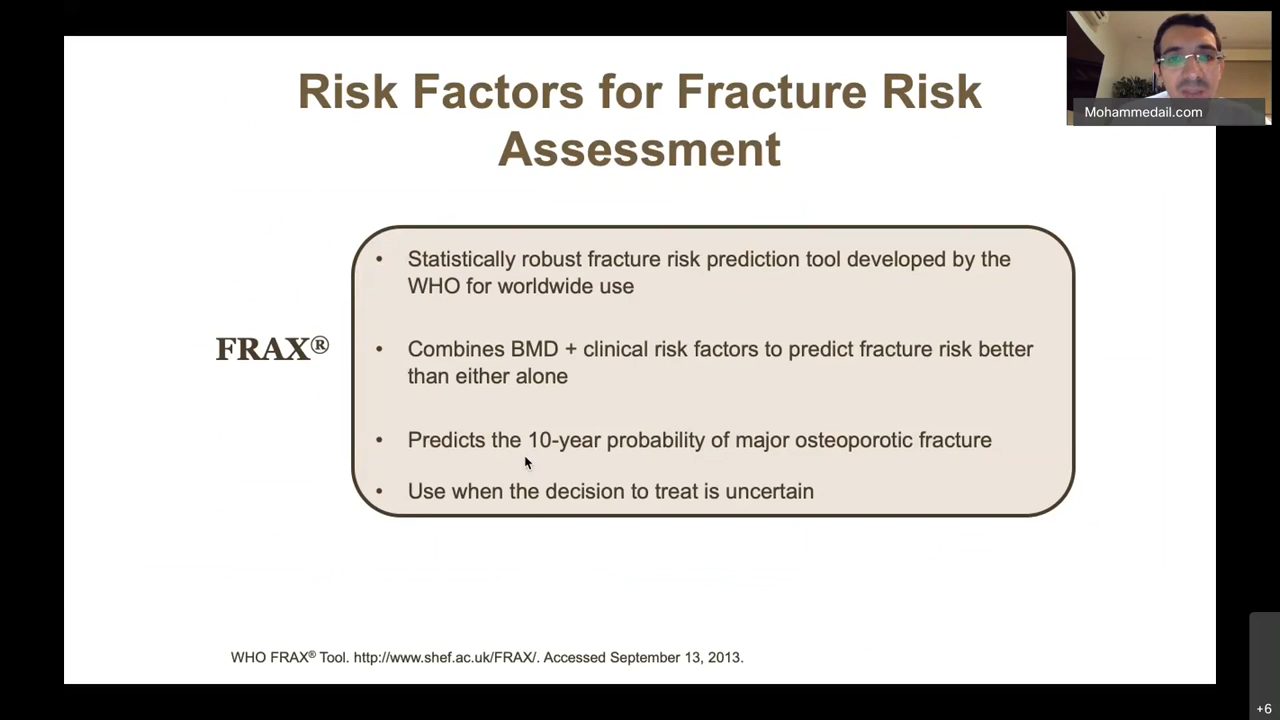 Risk Factors for Fracture Risk
Assessment
Mohammedail.com
FRAX®
• Statistically robust fracture risk prediction tool developed by the
WHO for worldwide use
• Combines BMD + clinical risk factors to predict fracture risk better
than either alone
• Predicts the 10-year probability of major osteoporotic fracture
• Use when the decision to treat is uncertain
WHO FRAX® Tool. http://www.shef.ac.uk/FRAX/. Accessed September 13, 2013.
+6